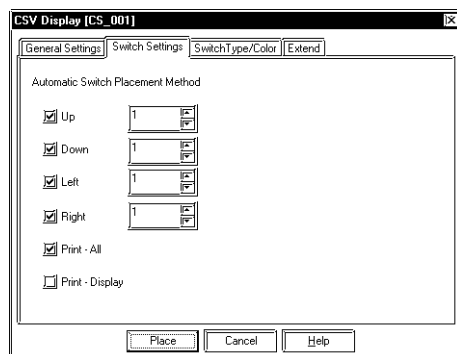 CSV Display [CS_001]
General Settings Switch Settings SwitchType/Color Extend
Automatic Switch Placement Method
Up 1
Down 1
Left 1
Right 1
Print - All
Print - Display
Place Cancel Help